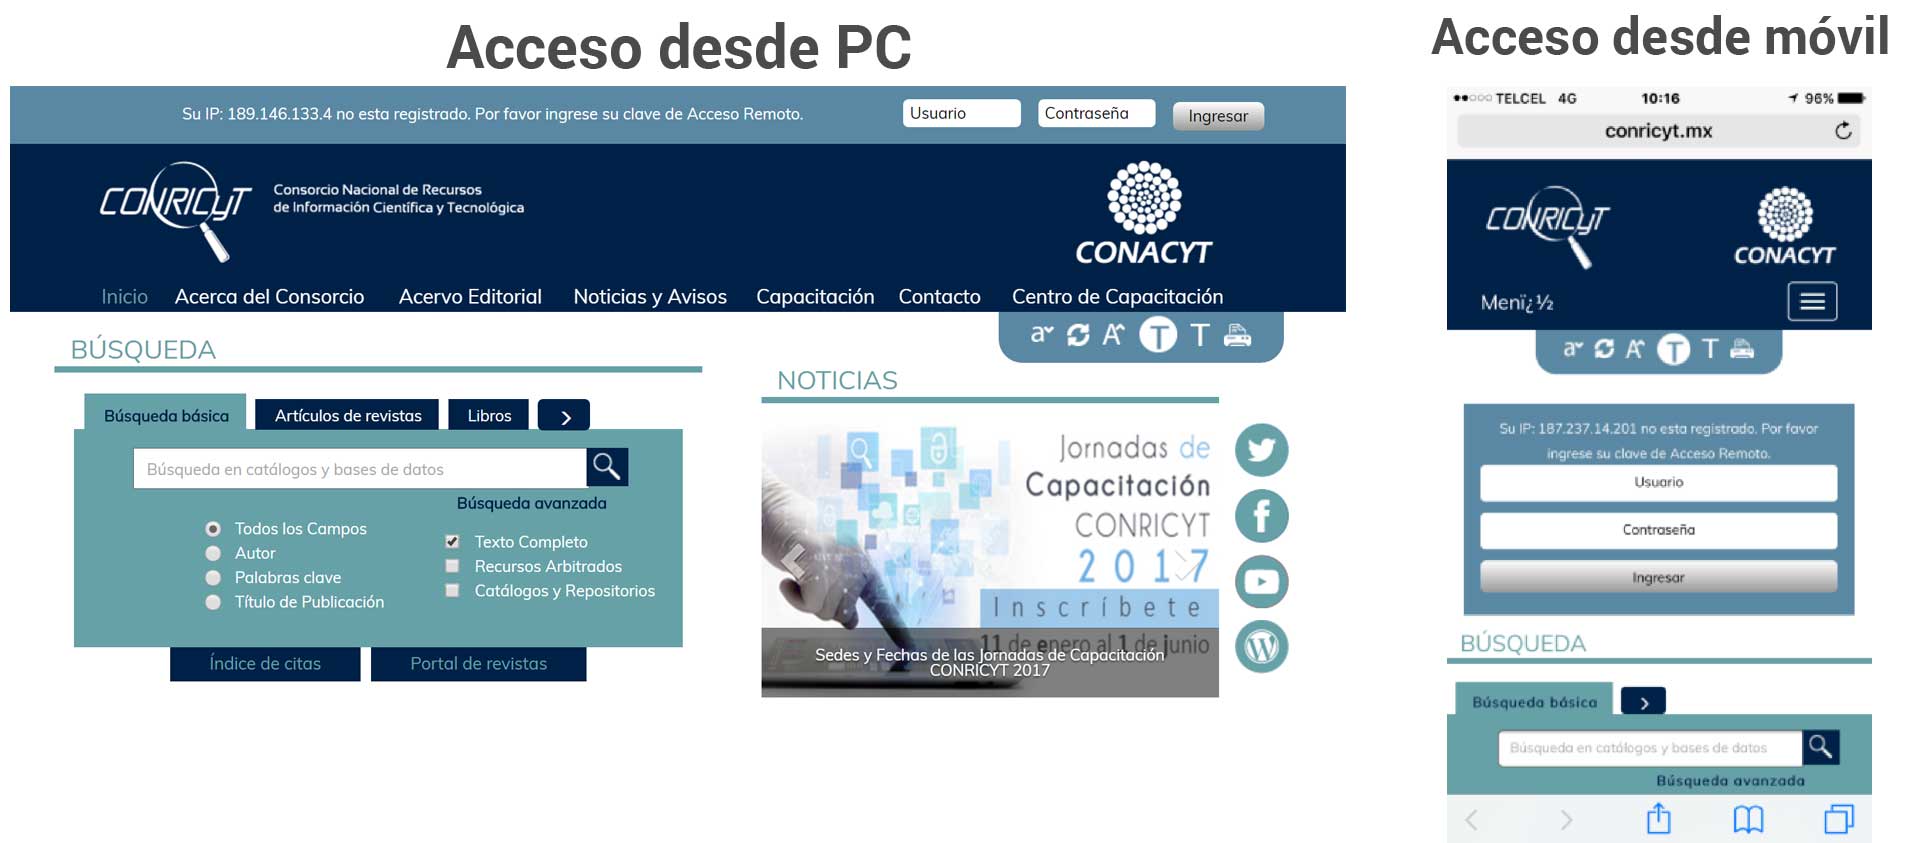 Acceso desde PC
Su IP: 189.146.133.4 no esta registrado. Por favor ingrese su clave de Acceso Remoto.
Usuario
Contraseña
Ingresar
CONRICyT
Consorcio Nacional de Recursos
de Información Científica y Tecnológica
CONACYT
Inicio
Acerca del Consorcio
Acervo Editorial
Noticias y Avisos
Capacitación
Contacto
Centro de Capacitación
a A T T
BÚSQUEDA
Búsqueda básica
Artículos de revistas
Libros
Búsqueda en catálogos y bases de datos
Búsqueda avanzada
Todos los Campos
Autor
Palabras clave
Título de Publicación
Texto Completo
Recursos Arbitrados
Catálogos y Repositorios
Índice de citas
Portal de revistas
NOTICIAS
Jornadas de
Capacitación
CONRICYT
2017
Inscríbete
11 de enero al 1 de junio
Sedes y Fechas de las Jornadas de Capacitación
CONRICYT 2017
Acceso desde móvil
TELCEL 4G 10:16 96%
conricyt.mx
CONRICyT
CONACYT
Menï¿½
a A T T
Su IP: 187.237.14.201 no esta registrado. Por favor
ingrese su clave de Acceso Remoto.
Usuario
Contraseña
Ingresar
BÚSQUEDA
Búsqueda básica
Búsqueda en catálogos y bases de datos
Búsqueda avanzada